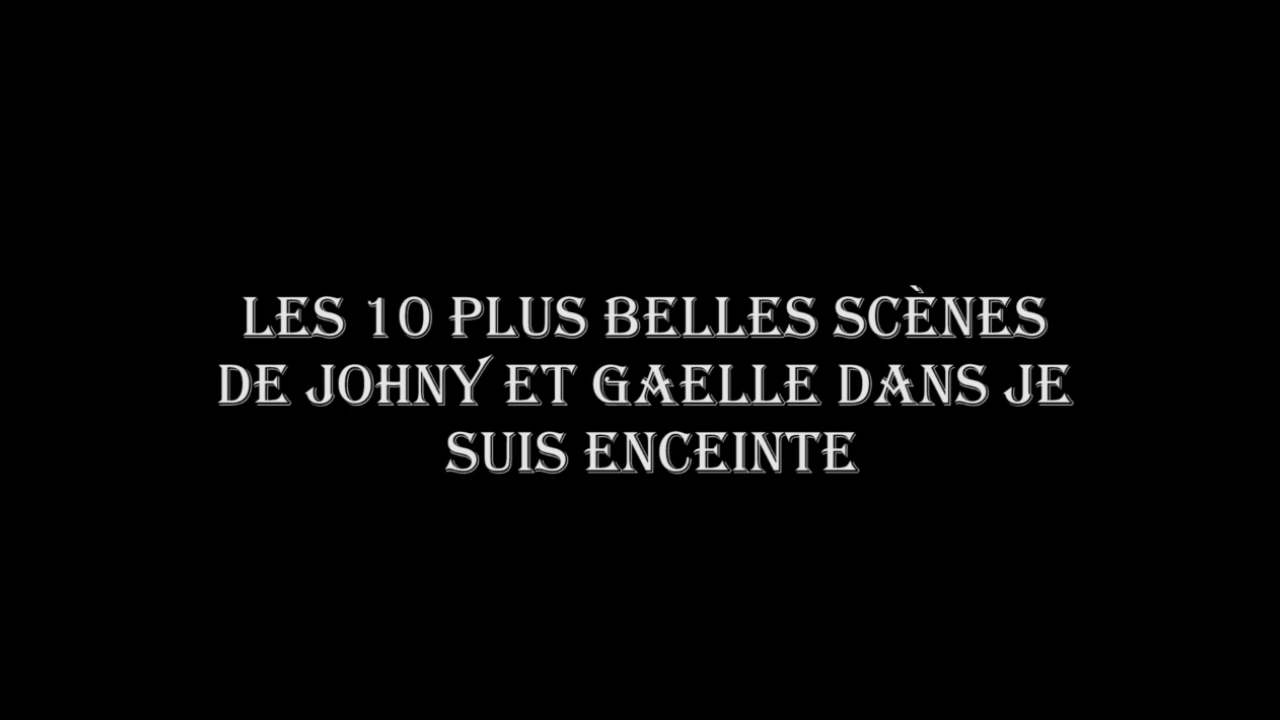 LES 10 PLUS BELLES SCÈNES
DE JOHNY ET GAELLE DANS JE
SUIS ENCEINTE